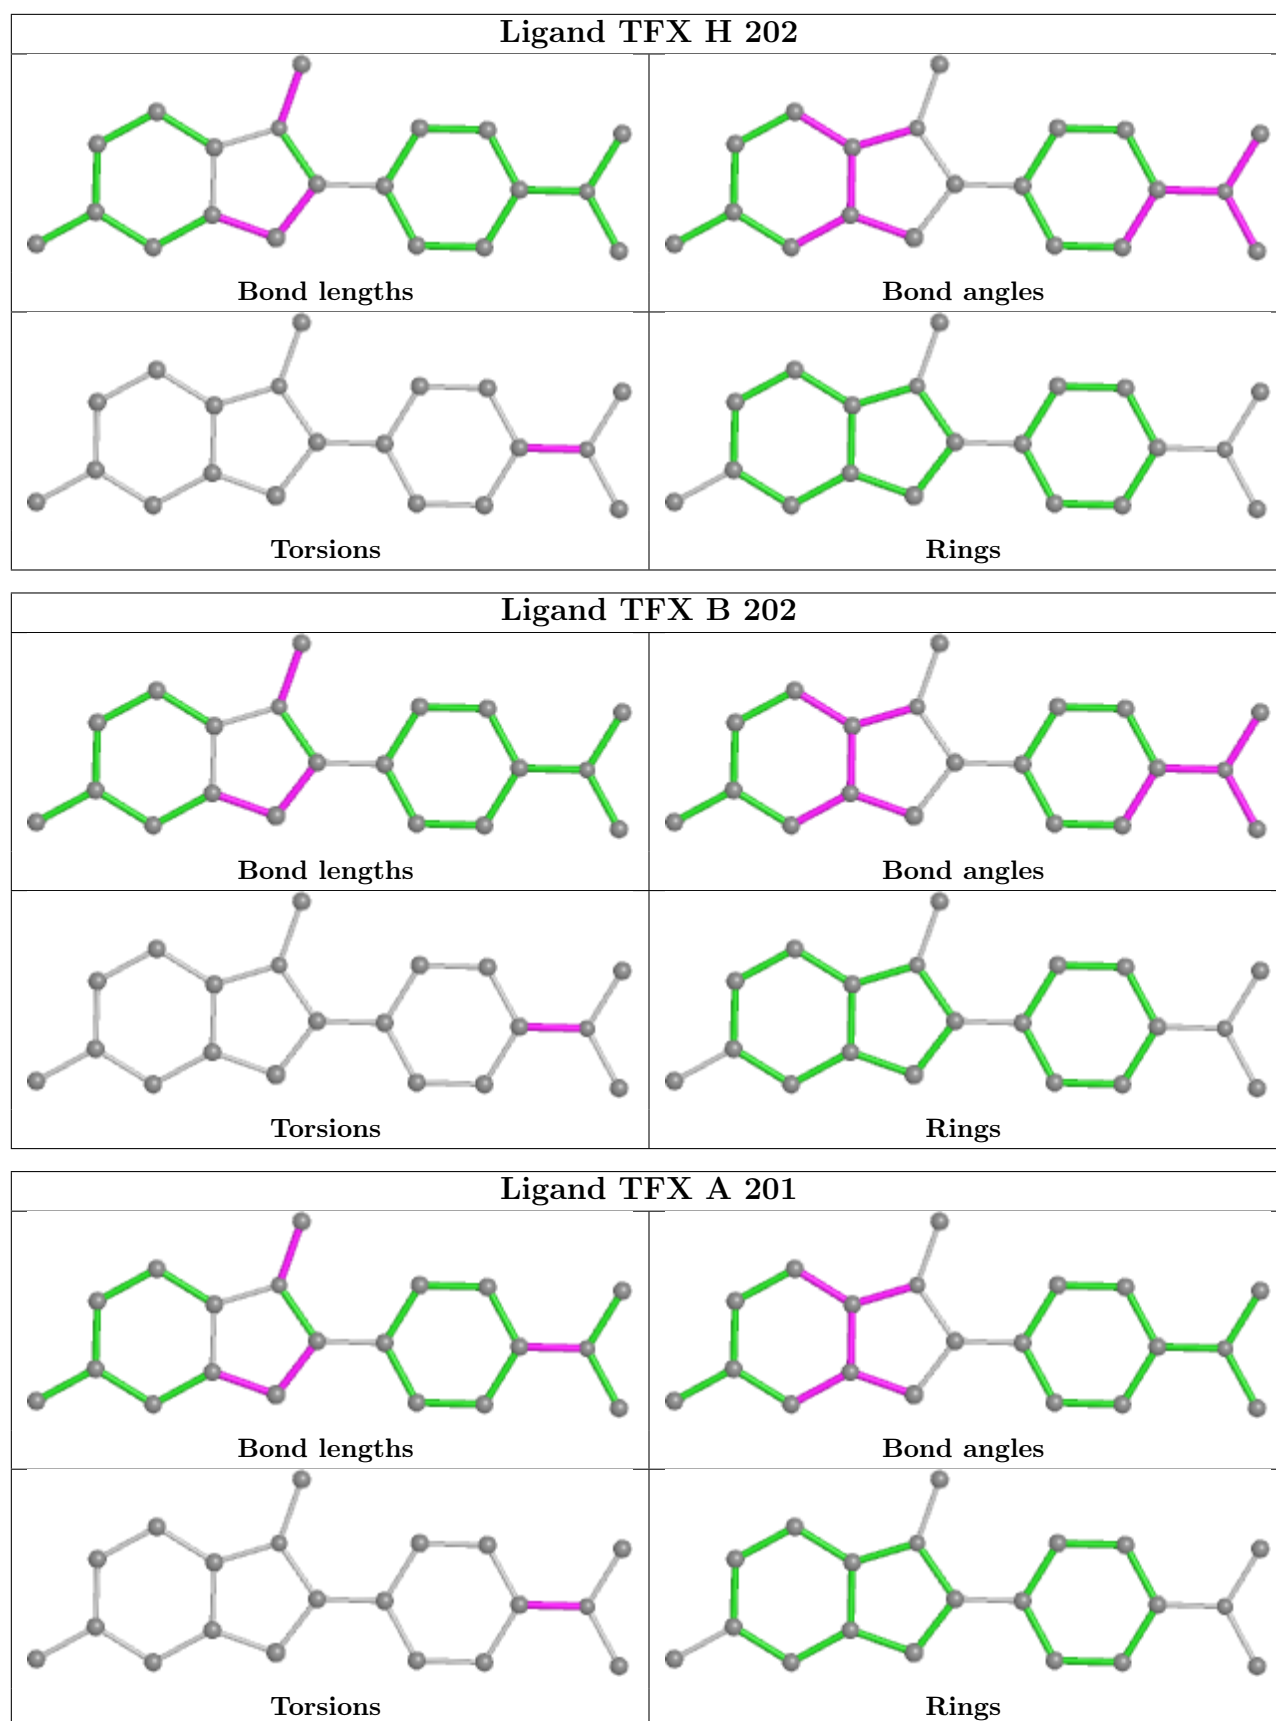 Ligand TFX H 202
Bond lengths
Bond angles
Torsions
Rings
Ligand TFX B 202
Bond lengths
Bond angles
Torsions
Rings
Ligand TFX A 201
Bond lengths
Bond angles
Torsions
Rings